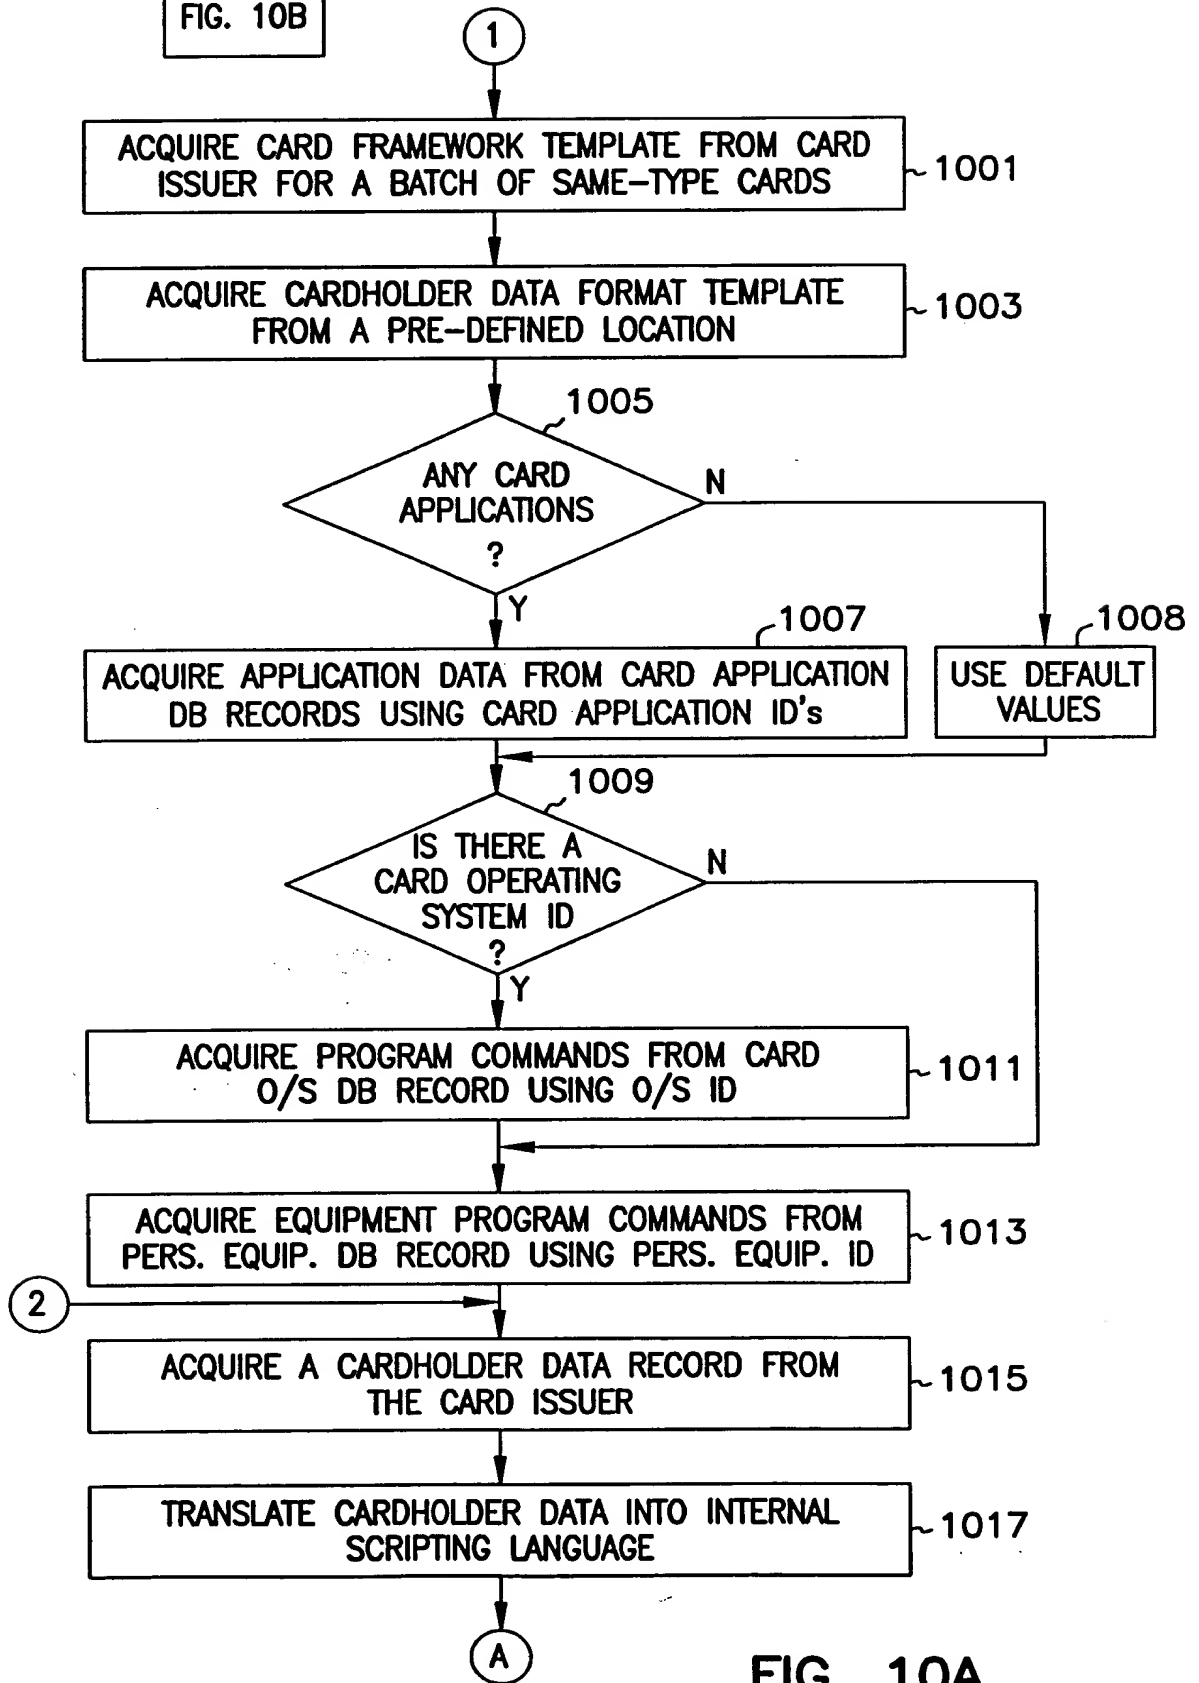 FIG. 10B
1
ACQUIRE CARD FRAMEWORK TEMPLATE FROM CARD
ISSUER FOR A BATCH OF SAME-TYPE CARDS
1001
ACQUIRE CARDHOLDER DATA FORMAT TEMPLATE
FROM A PRE-DEFINED LOCATION
1003
1005
ANY CARD
APPLICATIONS
?
N
Y
1007
1008
ACQUIRE APPLICATION DATA FROM CARD APPLICATION
DB RECORDS USING CARD APPLICATION ID's
USE DEFAULT
VALUES
1009
IS THERE A
CARD OPERATING
SYSTEM ID
?
N
Y
ACQUIRE PROGRAM COMMANDS FROM CARD
O/S DB RECORD USING O/S ID
1011
ACQUIRE EQUIPMENT PROGRAM COMMANDS FROM
PERS. EQUIP. DB RECORD USING PERS. EQUIP. ID
1013
2
ACQUIRE A CARDHOLDER DATA RECORD FROM
THE CARD ISSUER
1015
TRANSLATE CARDHOLDER DATA INTO INTERNAL
SCRIPTING LANGUAGE
1017
A
FIG. 10A